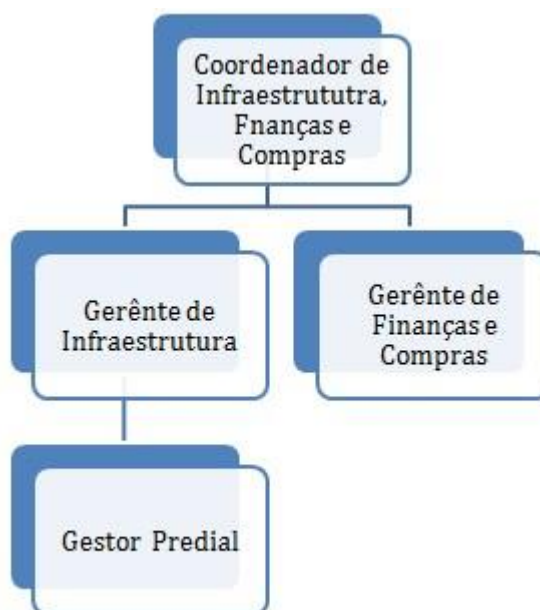 Coordenador de
Infraestrututra,
Fnanças e
Compras
Gerênte de
Infraestrutura
Gerênte de
Finanças e
Compras
Gestor Predial